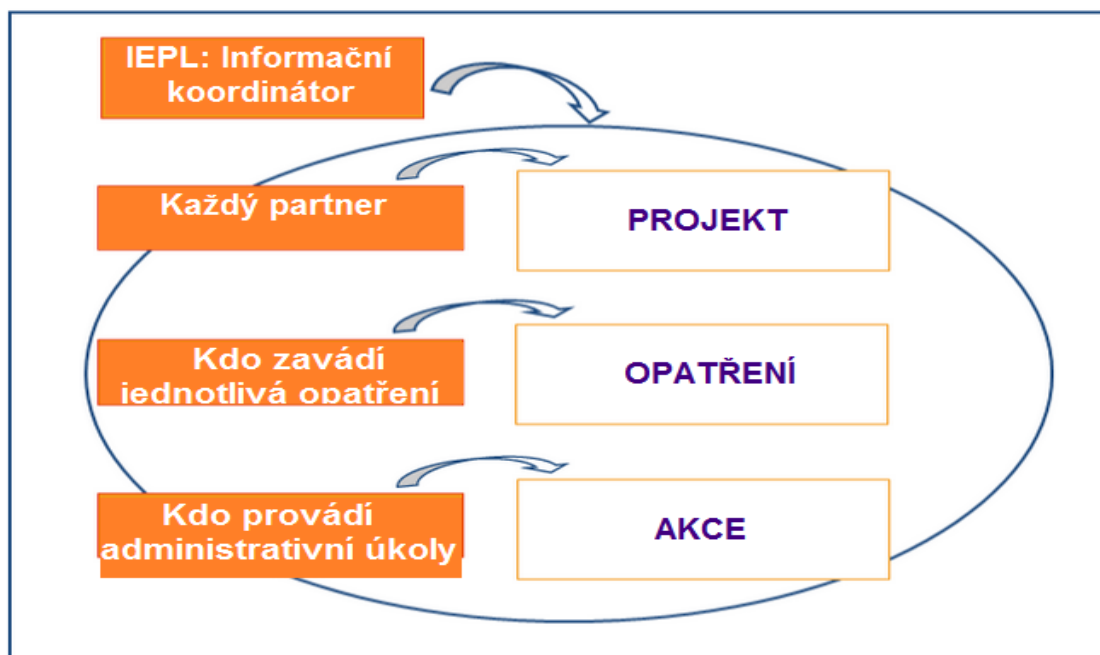 IEPL: Informační
koordinátor
Každý partner
PROJEKT
Kdo zavádí
jednotlivá opatření
OPATŘENÍ
Kdo provádí
administrativní úkoly
AKCE